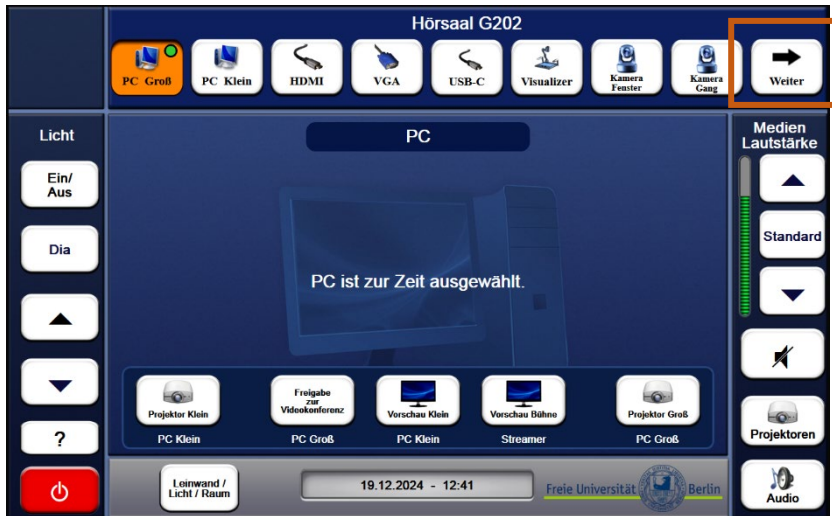 Hörsaal G202
PC Groß
PC Klein
HDMI
VGA
USB-C
Visualizer
Kamera
Fenster
Kamera
Gang
Weiter
Licht
Ein/
Aus
Dia
?
PC
PC ist zur Zeit ausgewählt.
Projektor Klein
PC Klein
Freigabe
zur
Videokonferenz
PC Groß
Vorschau Klein
PC Klein
Vorschau Bühne
Streamer
Projektor Groß
PC Groß
Medien
Lautstärke
Standard
Projektoren
Audio
Leinwand /
Licht / Raum
19.12.2024 - 12:41
Freie Universität Berlin